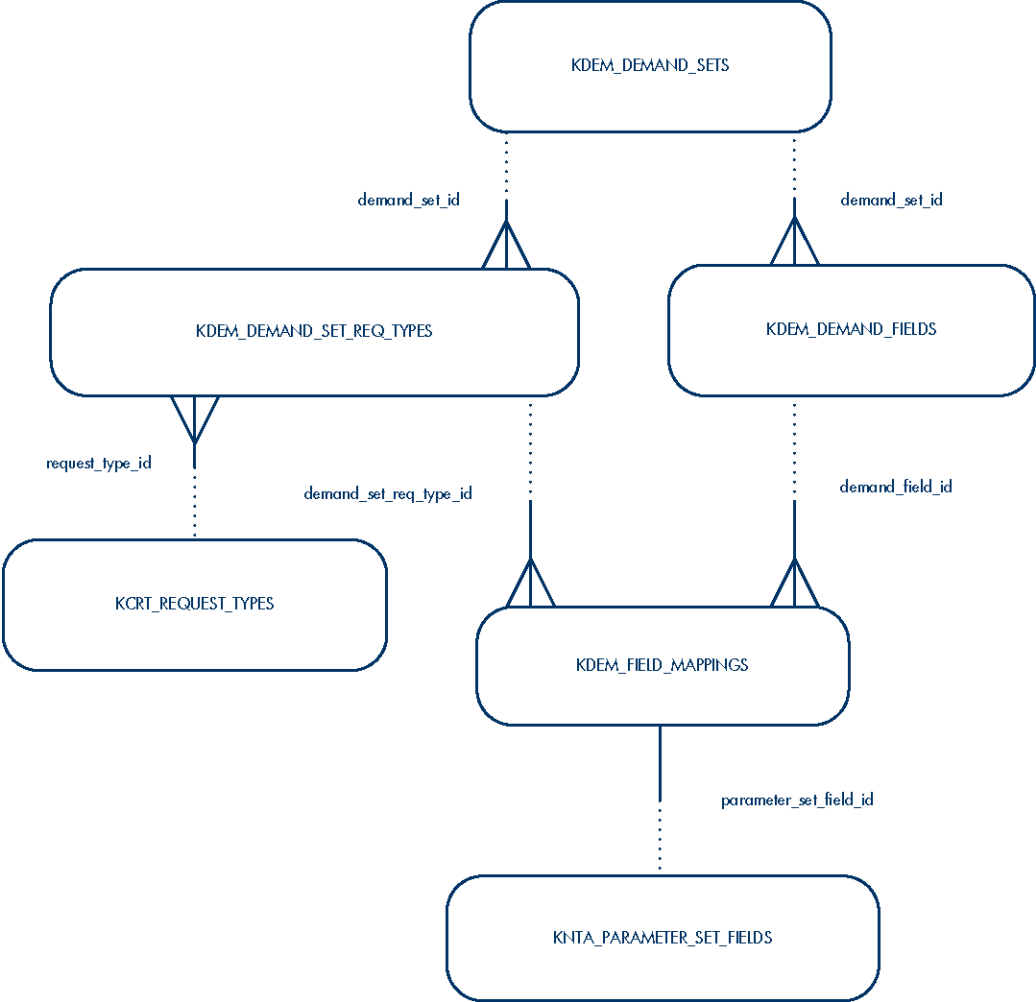 KDEM_DEMAND_SETS
demand_set_id
demand_set_id
KDEM_DEMAND_SET_REQ_TYPES
KDEM_DEMAND_FIELDS
request_type_id
demand_set_req_type_id
demand_field_id
KCRT_REQUEST_TYPES
KDEM_FIELD_MAPPINGS
parameter_set_field_id
KNTA_PARAMETER_SET_FIELDS